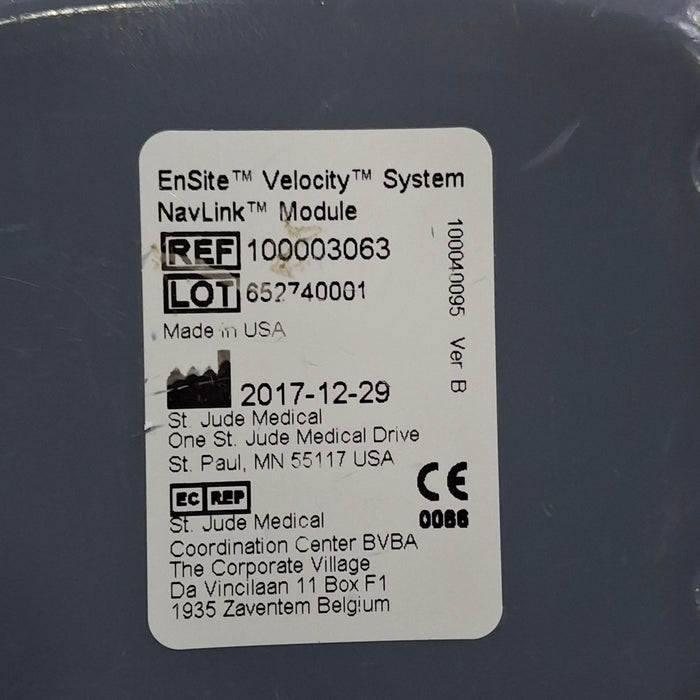 EnSite™ Velocity™ System
NavLink™ Module
REF 100003063
LOT 652740001
Made in USA
2017-12-29
St. Jude Medical
One St. Jude Medical Drive
St. Paul, MN 55117 USA
EC REP
CE
0086
St. Jude Medical
Coordination Center BVBA
The Corporate Village
Da Vincilaan 11 Box F1
1935 Zaventem Belgium
100040095 Ver B